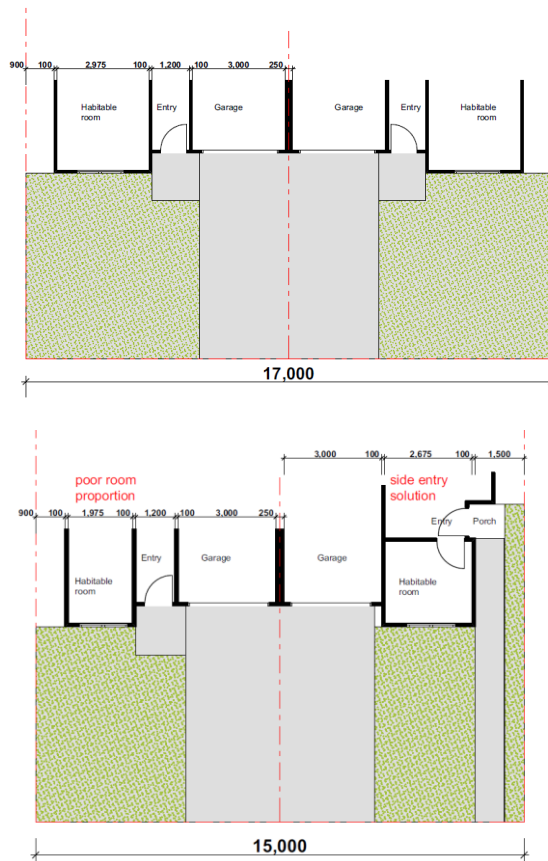 900 100 2,975 100 1,200 100 3,000 250
Habitable
room
Entry
Garage
Garage
Entry
Habitable
room
17,000
poor room
proportion
side entry
solution
3,000 100 2,675 100 1,500
900 100 1,975 100 1,200 100 3,000 250
Entry
Porch
Habitable
room
Entry
Garage
Garage
Habitable
room
15,000